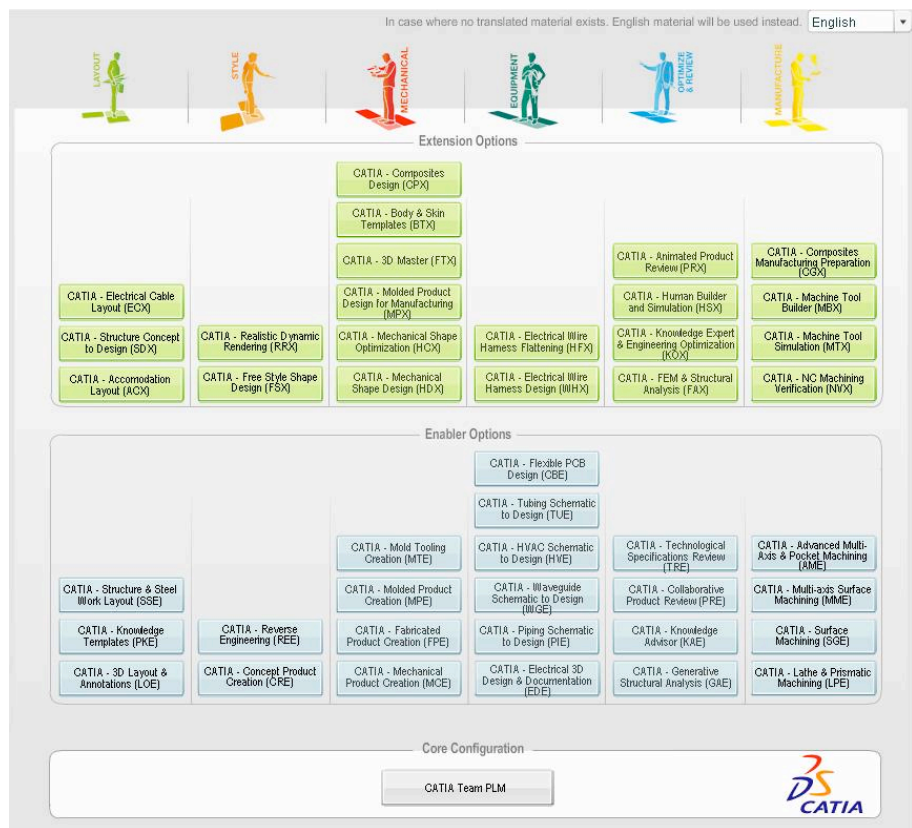 In case where no translated material exists. English material will be used instead. English
LAYOUT
STYLE
MECHANICAL
EQUIPMENT
OPTIMIZE
& REVIEW
MANUFACTURE
Extension Options
CATIA - Composites
Design (CPX)
CATIA - Body & Skin
Templates (BTX)
CATIA - 3D Master (FTX)
CATIA - Animated Product
Review (PRX)
CATIA - Composites
Manufacturing Preparation
(CGX)
CATIA - Electrical Cable
Layout (ECX)
CATIA - Molded Product
Design for Manufacturing
(MPX)
CATIA - Human Builder
and Simulation (HSX)
CATIA - Machine Tool
Builder (MBX)
CATIA - Structure Concept
to Design (SDX)
CATIA - Realistic Dynamic
Rendering (RRX)
CATIA - Mechanical Shape
Optimization (HCX)
CATIA - Electrical Wire
Harness Flattening (HFX)
CATIA - Knowledge Expert
& Engineering Optimization
(KOX)
CATIA - Machine Tool
Simulation (MTX)
CATIA - Accomodation
Layout (ACX)
CATIA - Free Style Shape
Design (FSX)
CATIA - Mechanical
Shape Design (HDX)
CATIA - Electrical Wire
Harness Design (WHX)
CATIA - FEM & Structural
Analysis (FAX)
CATIA - NC Machining
Verification (NVX)
Enabler Options
CATIA - Flexible PCB
Design (CBE)
CATIA - Tubing Schematic
to Design (TUE)
CATIA - Mold Tooling
Creation (MTE)
CATIA - HVAC Schematic
to Design (HVE)
CATIA - Technological
Specifications Review
(TRE)
CATIA - Advanced Multi-
Axis & Pocket Machining
(AME)
CATIA - Structure & Steel
Work Layout (SSE)
CATIA - Molded Product
Creation (MPE)
CATIA - Waveguide
Schematic to Design
(WGE)
CATIA - Collaborative
Product Review (PRE)
CATIA - Multi-axis Surface
Machining (MME)
CATIA - Knowledge
Templates (PKE)
CATIA - Reverse
Engineering (REE)
CATIA - Fabricated
Product Creation (FPE)
CATIA - Piping Schematic
to Design (PIE)
CATIA - Knowledge
Advisor (KAE)
CATIA - Surface
Machining (SGE)
CATIA - 3D Layout &
Annotations (LOE)
CATIA - Concept Product
Creation (CRE)
CATIA - Mechanical
Product Creation (MCE)
CATIA - Electrical 3D
Design & Documentation
(EDE)
CATIA - Generative
Structural Analysis (GAE)
CATIA - Lathe & Prismatic
Machining (LPE)
Core Configuration
CATIA Team PLM
DS
CATIA